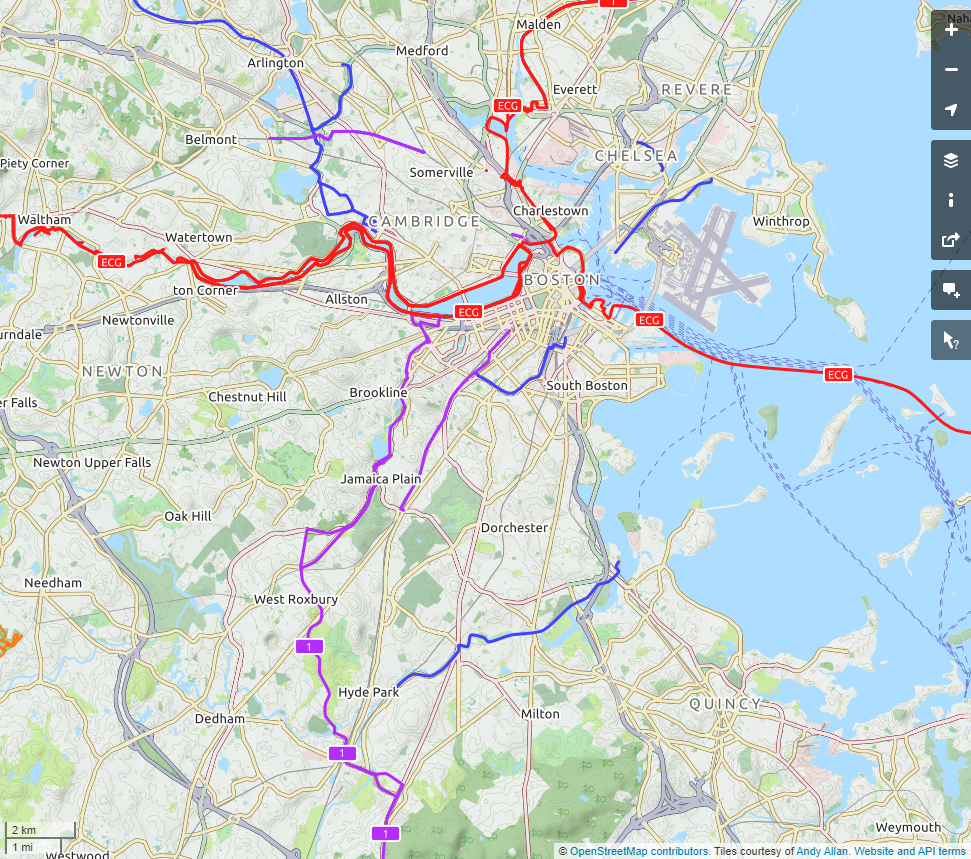 1
Malden
Medford
Arlington
Everett
REVERE
ECG
Belmont
CHELSEA
Piety Corner
Somerville
Charlestown
Waltham
CAMBRIDGE
Winthrop
Watertown
ECG
BOSTON
ton Corner
Allston
ECG
ECG
Newtonville
urndale
NEWTON
ECG
South Boston
Brookline
Chestnut Hill
er Falls
Newton Upper Falls
Jamaica Plain
Oak Hill
Dorchester
Needham
West Roxbury
1
Hyde Park
QUINCY
Dedham
Milton
1
2 km
1 mi
1
Weymouth
Westwood
© OpenStreetMap contributors. Tiles courtesy of Andy Allan. Website and API terms